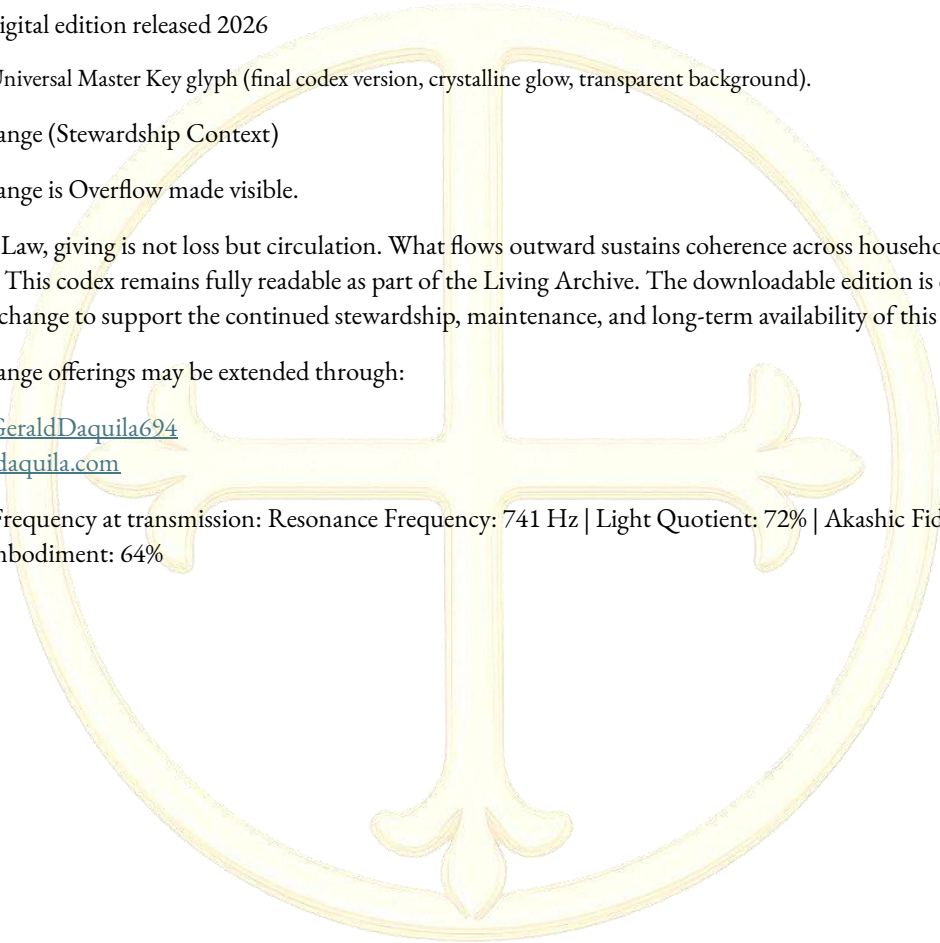 igital edition released 2026
Universal Master Key glyph (final codex version, crystalline glow, transparent background).
ange (Stewardship Context)
ange is Overflow made visible.
Law, giving is not loss but circulation. What flows outward sustains coherence across househo
This codex remains fully readable as part of the Living Archive. The downloadable edition is
change to support the continued stewardship, maintenance, and long-term availability of this
ange offerings may be extended through:
GeraldDaquila694
daquila.com
Frequency at transmission: Resonance Frequency: 741 Hz | Light Quotient: 72% | Akashic Fid
mbodiment: 64%